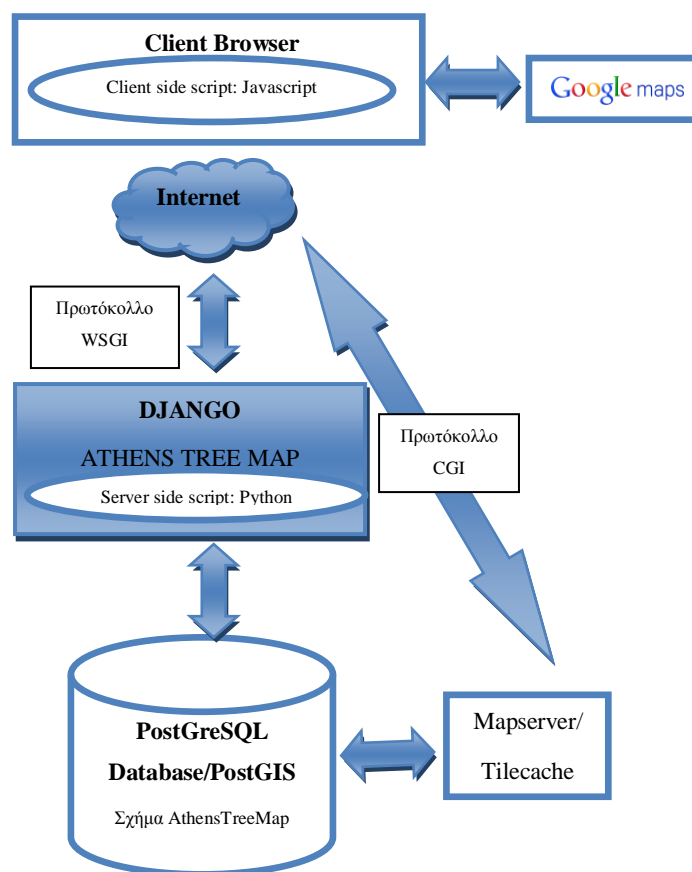 Client Browser
Client side script: Javascript
Google maps
Internet
Πρωτόκολλο
WSGI
DJANGO
ATHENS TREE MAP
Server side script: Python
Πρωτόκολλο
CGI
PostGreSQL
Database/PostGIS
Σχήμα AthensTreeMap
Mapserver/
Tilecache